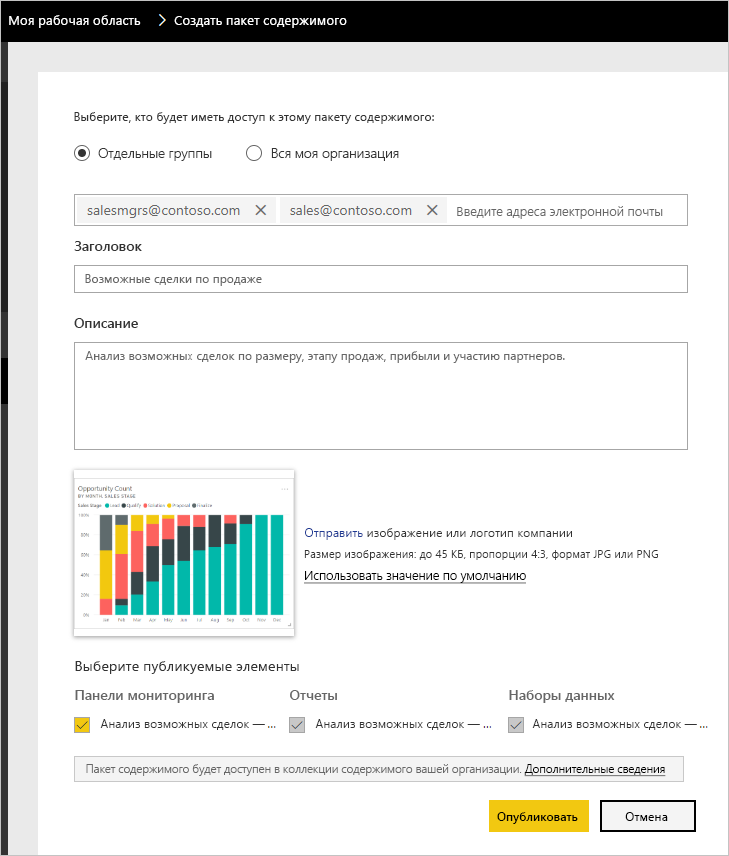 Моя рабочая область > Создать пакет содержимого
Выберите, кто будет иметь доступ к этому пакету содержимого:
Отдельные группы Вся моя организация
salesmgrs@contoso.com sales@contoso.com Введите адреса электронной почты
Заголовок
Возможные сделки по продаже
Описание
Анализ возможных сделок по размеру, этапу продаж, прибыли и участию партнеров.
Opportunity Count
BY MONTH, SALES STAGE
Sales Stage Lead Qualify Solution Proposal Finalize
100%
80%
60%
40%
20%
0%
Jan Feb Mar Apr May Jun Jul Aug Sep Oct Nov Dec
Отправить изображение или логотип компании
Размер изображения: до 45 КБ, пропорции 4:3, формат JPG или PNG
Использовать значение по умолчанию
Выберите публикуемые элементы
Панели мониторинга Отчеты Наборы данных
Анализ возможных сделок — ... Анализ возможных сделок — ... Анализ возможных сделок — ...
Пакет содержимого будет доступен в коллекции содержимого вашей организации. Дополнительные сведения
Опубликовать Отмена